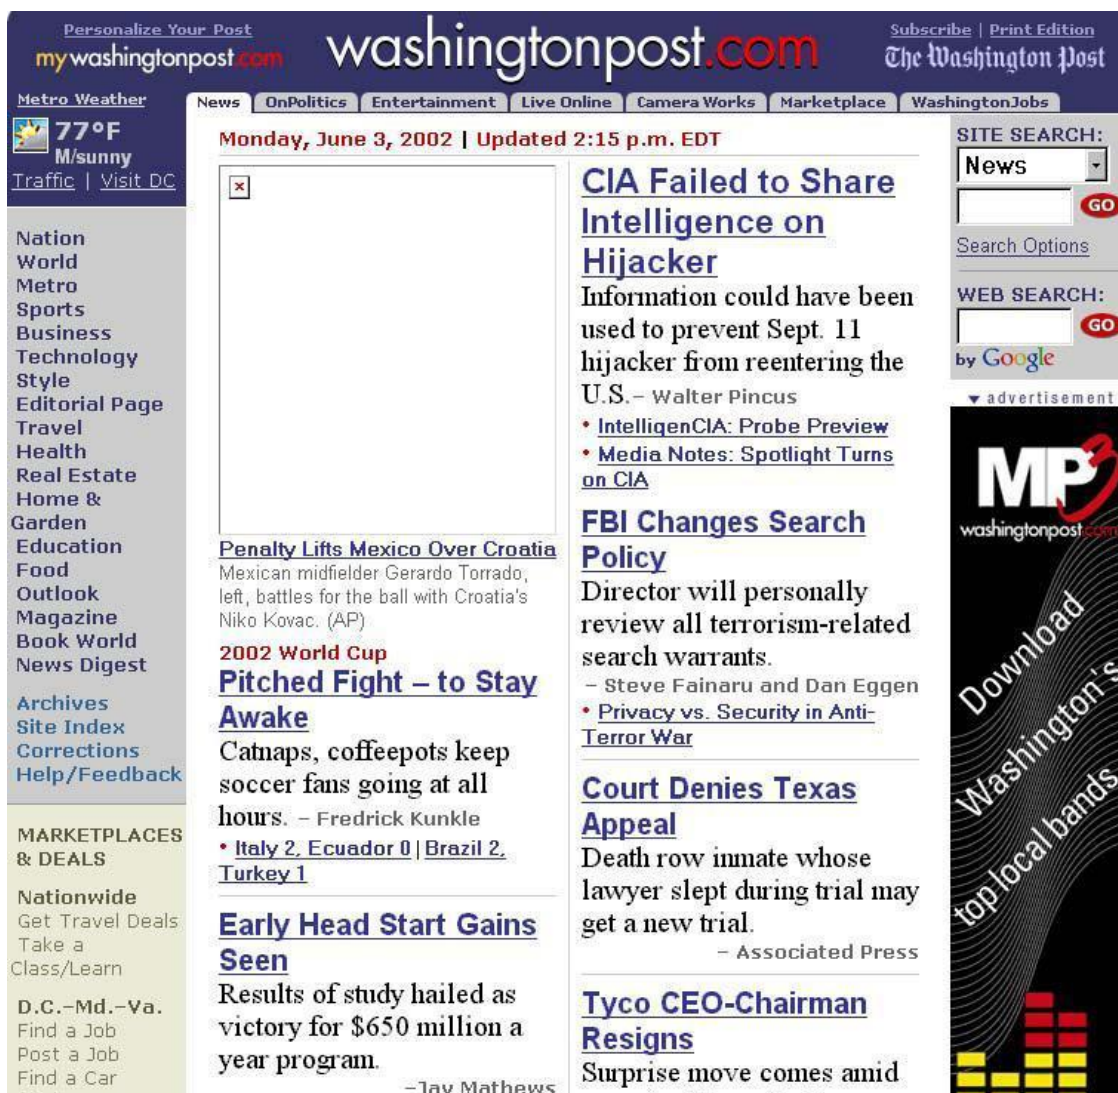 Personalize Your Post
mywashingtonpost.com
washingtonpost.com
Subscribe | Print Edition
The Washington Post
Metro Weather
77°F
M/sunny
Traffic | Visit DC
News
OnPolitics
Entertainment
Live Online
Camera Works
Marketplace
WashingtonJobs
Nation
World
Metro
Sports
Business
Technology
Style
Editorial Page
Travel
Health
Real Estate
Home &
Garden
Education
Food
Outlook
Magazine
Book World
News Digest
Archives
Site Index
Corrections
Help/Feedback
MARKETPLACES
& DEALS
Nationwide
Get Travel Deals
Take a
Class/Learn
D.C.-Md.-Va.
Find a Job
Post a Job
Find a Car
Monday, June 3, 2002 | Updated 2:15 p.m. EDT
Penalty Lifts Mexico Over Croatia
Mexican midfielder Gerardo Torrado,
left, battles for the ball with Croatia's
Niko Kovac. (AP)
2002 World Cup
Pitched Fight – to Stay
Awake
Catnaps, coffeepots keep
soccer fans going at all
hours. – Fredrick Kunkle
• Italy 2, Ecuador 0 | Brazil 2,
Turkey 1
Early Head Start Gains
Seen
Results of study hailed as
victory for $650 million a
year program.
–Jay Mathews
CIA Failed to Share
Intelligence on
Hijacker
Information could have been
used to prevent Sept. 11
hijacker from reentering the
U.S.– Walter Pincus
• IntelligenCIA: Probe Preview
• Media Notes: Spotlight Turns
on CIA
FBI Changes Search
Policy
Director will personally
review all terrorism-related
search warrants.
– Steve Fainaru and Dan Eggen
• Privacy vs. Security in Anti-
Terror War
Court Denies Texas
Appeal
Death row inmate whose
lawyer slept during trial may
get a new trial.
– Associated Press
Tyco CEO-Chairman
Resigns
Surprise move comes amid
SITE SEARCH:
News
GO
Search Options
WEB SEARCH:
GO
by Google
advertisement
MP3
washingtonpost.com
Download
Washington's
top local bands